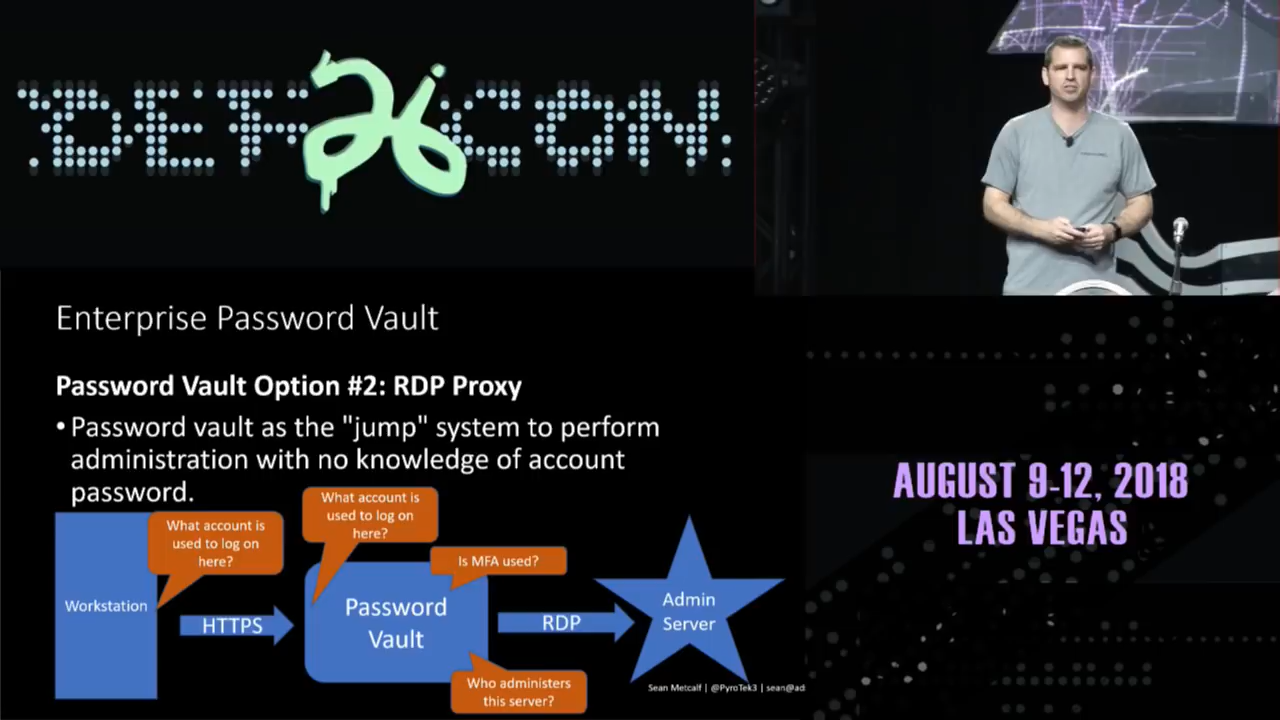 DEF 26 CON
Enterprise Password Vault
Password Vault Option #2: RDP Proxy
• Password vault as the "jump" system to perform
administration with no knowledge of account
password.
What account is
used to log on
here?
What account is
used to log on
here?
Is MFA used?
Workstation
HTTPS
Password
Vault
RDP
Admin
Server
Who administers
this server?
Sean Metcalf | @PyroTek3 | sean@ad
AUGUST 9-12, 2018
LAS VEGAS